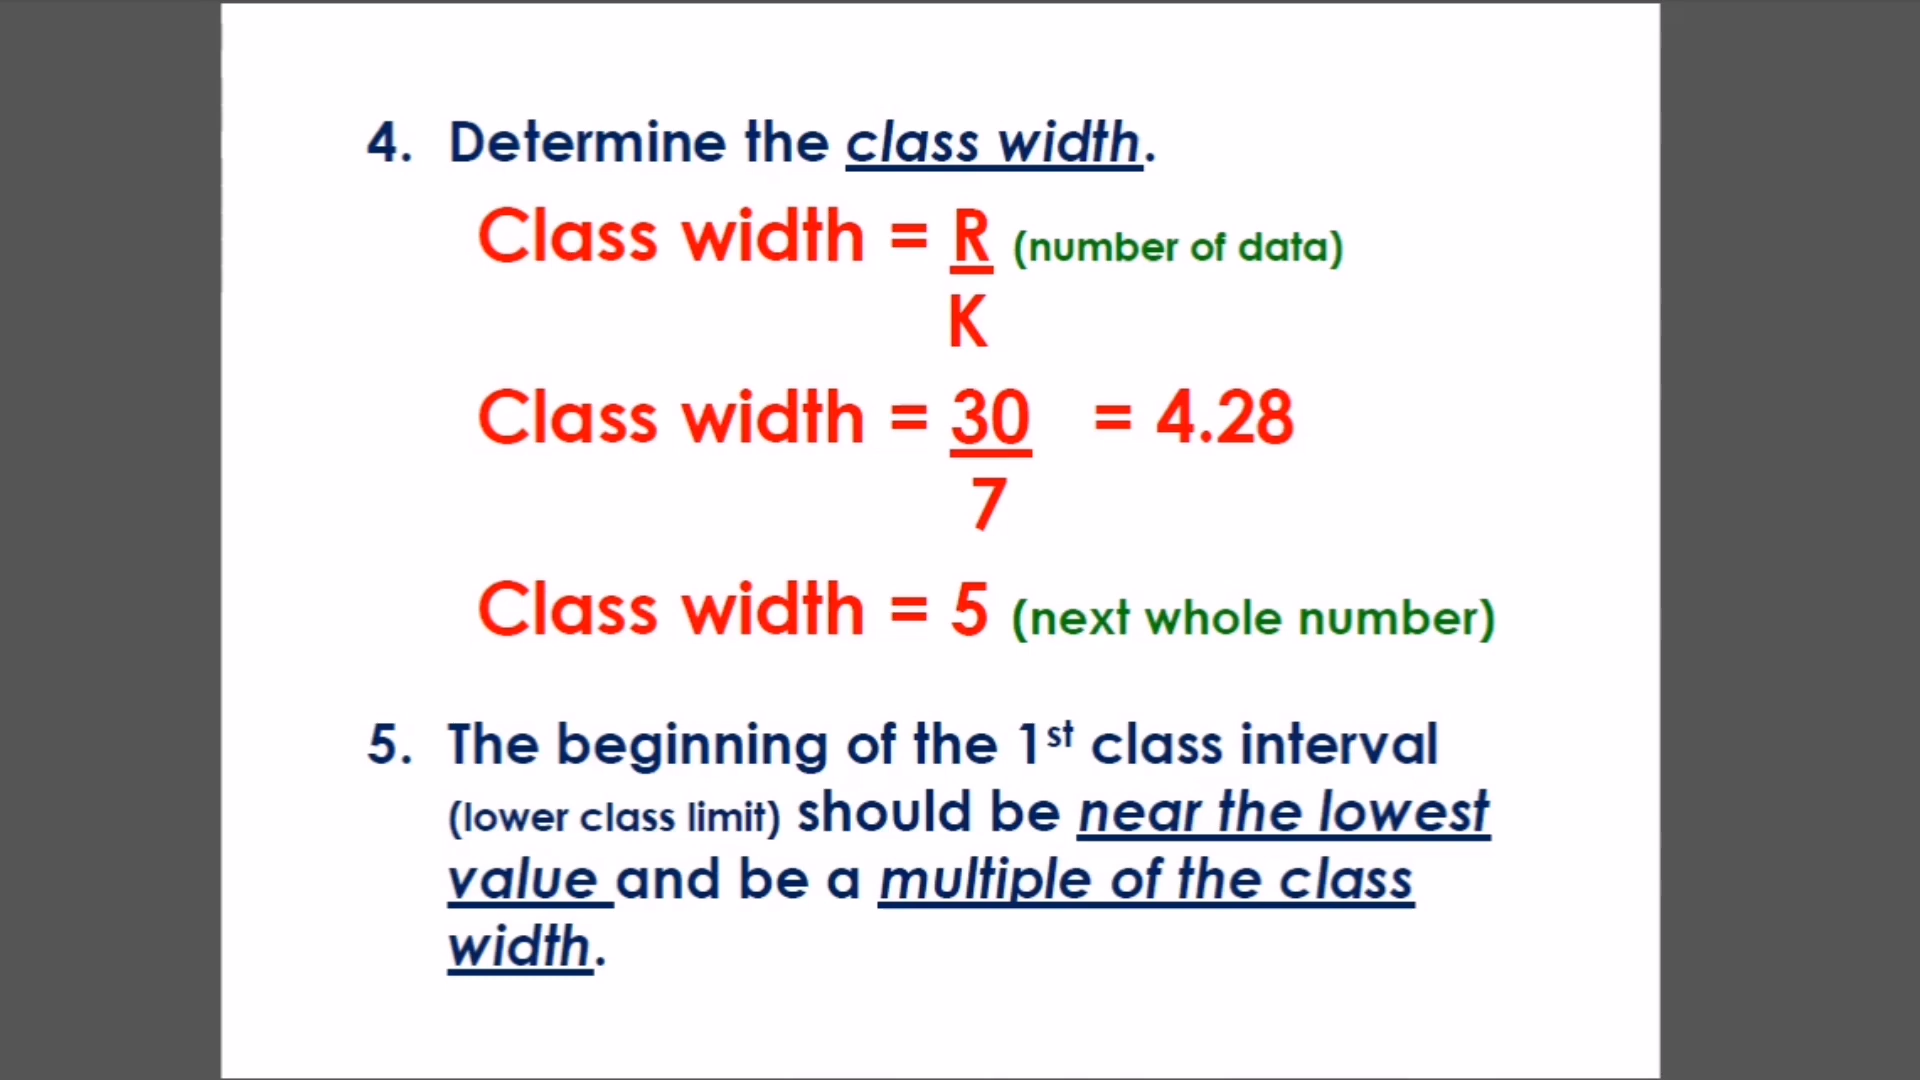 4. Determine the class width.
Class width = R (number of data)
K
Class width = 30 = 4.28
7
Class width = 5 (next whole number)
5. The beginning of the 1st class interval
(lower class limit) should be near the lowest
value and be a multiple of the class
width.